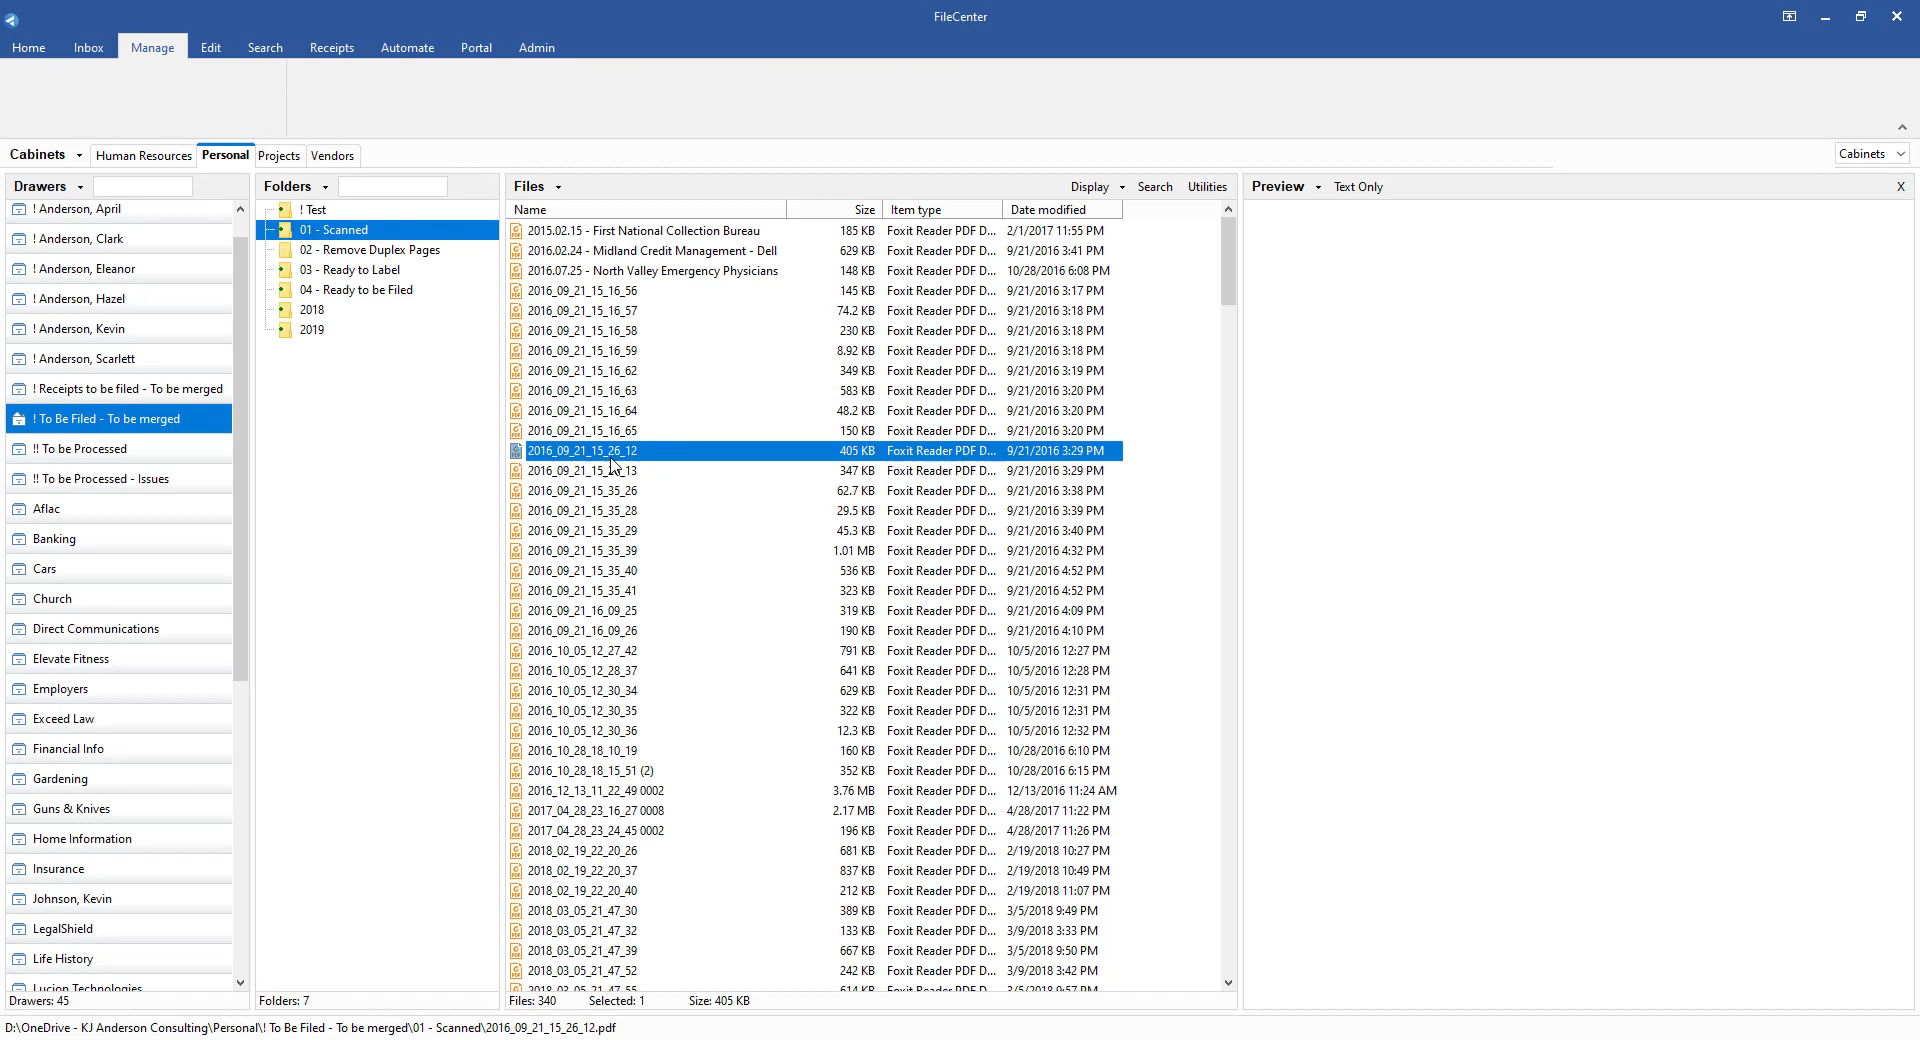 FileCenter
Home Inbox Manage Edit Search Receipts Automate Portal Admin
Cabinets Human Resources Personal Projects Vendors Cabinets
Drawers
! Anderson, April
! Anderson, Clark
! Anderson, Eleanor
! Anderson, Hazel
! Anderson, Kevin
! Anderson, Scarlett
! Receipts to be filed - To be merged
! To Be Filed - To be merged
!! To be Processed
!! To be Processed - Issues
Aflac
Banking
Cars
Church
Direct Communications
Elevate Fitness
Employers
Exceed Law
Financial Info
Gardening
Guns & Knives
Home Information
Insurance
Johnson, Kevin
LegalShield
Life History
Lucion Technologies
Drawers: 45
Folders
! Test
01 - Scanned
02 - Remove Duplex Pages
03 - Ready to Label
04 - Ready to be Filed
2018
2019
Folders: 7
Files Display Search Utilities
Name Size Item type Date modified
2015.02.15 - First National Collection Bureau 185 KB Foxit Reader PDF D... 2/1/2017 11:55 PM
2016.02.24 - Midland Credit Management - Dell 629 KB Foxit Reader PDF D... 9/21/2016 3:41 PM
2016.07.25 - North Valley Emergency Physicians 148 KB Foxit Reader PDF D... 10/28/2016 6:08 PM
2016_09_21_15_16_56 145 KB Foxit Reader PDF D... 9/21/2016 3:17 PM
2016_09_21_15_16_57 74.2 KB Foxit Reader PDF D... 9/21/2016 3:18 PM
2016_09_21_15_16_58 230 KB Foxit Reader PDF D... 9/21/2016 3:18 PM
2016_09_21_15_16_59 8.92 KB Foxit Reader PDF D... 9/21/2016 3:18 PM
2016_09_21_15_16_62 349 KB Foxit Reader PDF D... 9/21/2016 3:19 PM
2016_09_21_15_16_63 583 KB Foxit Reader PDF D... 9/21/2016 3:20 PM
2016_09_21_15_16_64 48.2 KB Foxit Reader PDF D... 9/21/2016 3:20 PM
2016_09_21_15_16_65 150 KB Foxit Reader PDF D... 9/21/2016 3:20 PM
2016_09_21_15_26_12 405 KB Foxit Reader PDF D... 9/21/2016 3:29 PM
347 KB Foxit Reader PDF D... 9/21/2016 3:29 PM
2016_09_21_15_35_26 62.7 KB Foxit Reader PDF D... 9/21/2016 3:38 PM
2016_09_21_15_35_28 29.5 KB Foxit Reader PDF D... 9/21/2016 3:39 PM
2016_09_21_15_35_29 45.3 KB Foxit Reader PDF D... 9/21/2016 3:40 PM
2016_09_21_15_35_39 1.01 MB Foxit Reader PDF D... 9/21/2016 4:32 PM
2016_09_21_15_35_40 536 KB Foxit Reader PDF D... 9/21/2016 4:52 PM
2016_09_21_15_35_41 323 KB Foxit Reader PDF D... 9/21/2016 4:52 PM
2016_09_21_16_09_25 319 KB Foxit Reader PDF D... 9/21/2016 4:09 PM
2016_09_21_16_09_26 190 KB Foxit Reader PDF D... 9/21/2016 4:10 PM
2016_10_05_12_27_42 791 KB Foxit Reader PDF D... 10/5/2016 12:27 PM
2016_10_05_12_28_37 641 KB Foxit Reader PDF D... 10/5/2016 12:28 PM
2016_10_05_12_30_34 629 KB Foxit Reader PDF D... 10/5/2016 12:31 PM
2016_10_05_12_30_35 322 KB Foxit Reader PDF D... 10/5/2016 12:31 PM
2016_10_05_12_30_36 12.3 KB Foxit Reader PDF D... 10/5/2016 12:32 PM
2016_10_28_18_10_19 160 KB Foxit Reader PDF D... 10/28/2016 6:10 PM
2016_10_28_18_15_51 (2) 352 KB Foxit Reader PDF D... 10/28/2016 6:15 PM
2016_12_13_11_22_49 0002 3.76 MB Foxit Reader PDF D... 12/13/2016 11:24 AM
2017_04_28_23_16_27 0008 2.17 MB Foxit Reader PDF D... 4/28/2017 11:22 PM
2017_04_28_23_24_45 0002 196 KB Foxit Reader PDF D... 4/28/2017 11:26 PM
2018_02_19_22_20_26 681 KB Foxit Reader PDF D... 2/19/2018 10:27 PM
2018_02_19_22_20_37 837 KB Foxit Reader PDF D... 2/19/2018 10:49 PM
2018_02_19_22_20_40 212 KB Foxit Reader PDF D... 2/19/2018 11:07 PM
2018_03_05_21_47_30 389 KB Foxit Reader PDF D... 3/5/2018 9:49 PM
2018_03_05_21_47_32 133 KB Foxit Reader PDF D... 3/9/2018 3:33 PM
2018_03_05_21_47_39 667 KB Foxit Reader PDF D... 3/5/2018 9:50 PM
2018_03_05_21_47_52 242 KB Foxit Reader PDF D... 3/9/2018 3:42 PM
2018_03_05_21_47_55 614 KB Foxit Reader PDF D... 3/5/2018 9:57 PM
Files: 340 Selected: 1 Size: 405 KB
Preview Text Only X
D:\OneDrive - KJ Anderson Consulting\Personal\! To Be Filed - To be merged\01 - Scanned\2016_09_21_15_26_12.pdf